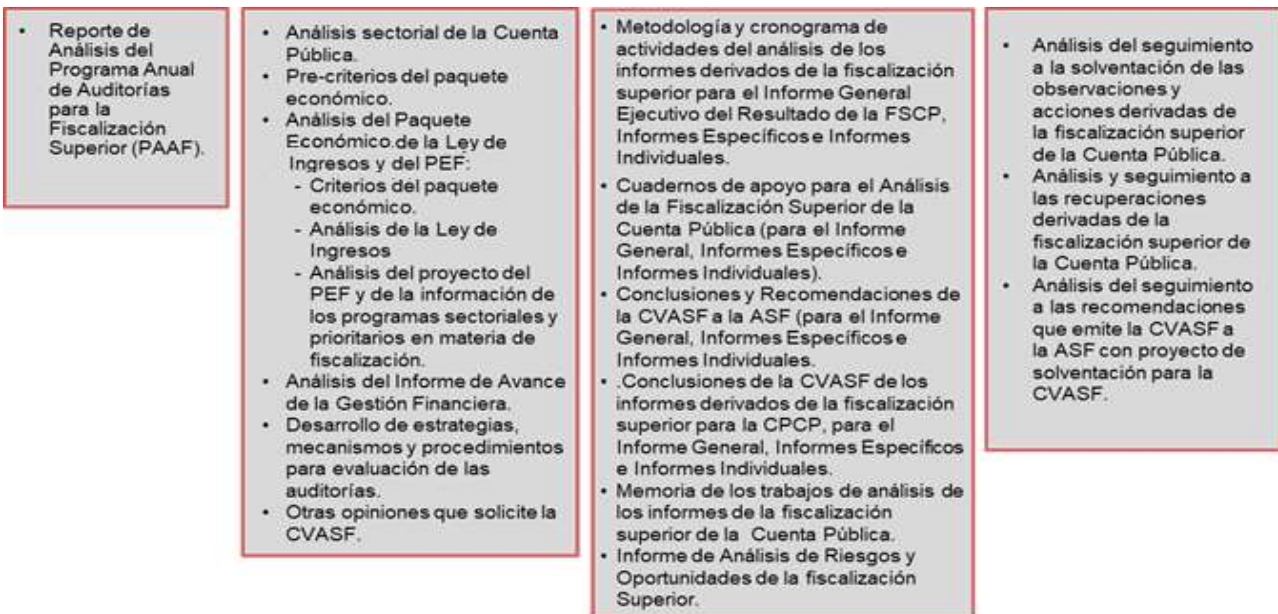 • Reporte de
Análisis del
Programa Anual
de Auditorías
para la
Fiscalización
Superior (PAAF).
• Análisis sectorial de la Cuenta
Pública.
• Pre-criterios del paquete
económico.
• Análisis del Paquete
Económico.de la Ley de
Ingresos y del PEF:
- Criterios del paquete
económico.
- Análisis de la Ley de
Ingresos
- Análisis del proyecto del
PEF y de la información de
los programas sectoriales y
prioritarios en materia de
fiscalización.
• Análisis del Informe de Avance
de la Gestión Financiera.
• Desarrollo de estrategias,
mecanismos y procedimientos
para evaluación de las
auditorías.
• Otras opiniones que solicite la
CVASF.
• Metodología y cronograma de
actividades del análisis de los
informes derivados de la fiscalización
superior para el Informe General
Ejecutivo del Resultado de la FSCP,
Informes Específicos e Informes
Individuales.
• Cuadernos de apoyo para el Análisis
de la Fiscalización Superior de la
Cuenta Pública (para el Informe
General, Informes Específicos e
Informes Individuales).
• Conclusiones y Recomendaciones de
la CVASF a la ASF (para el Informe
General, Informes Específicos e
Informes Individuales.
• .Conclusiones de la CVASF de los
informes derivados de la fiscalización
superior para la CPCP, para el
Informe General, Informes Específicos
e Informes Individuales.
• Memoria de los trabajos de análisis de
los informes de la fiscalización
superior de la Cuenta Pública.
• Informe de Análisis de Riesgos y
Oportunidades de la fiscalización
Superior.
• Análisis del seguimiento
a la solventación de las
observaciones y
acciones derivadas de
la fiscalización superior
de la Cuenta Pública.
• Análisis y seguimiento a
las recuperaciones
derivadas de la
fiscalización superior de
la Cuenta Pública.
• Análisis del seguimiento
a las recomendaciones
que emite la CVASF a
la ASF con proyecto de
solventación para la
CVASF.